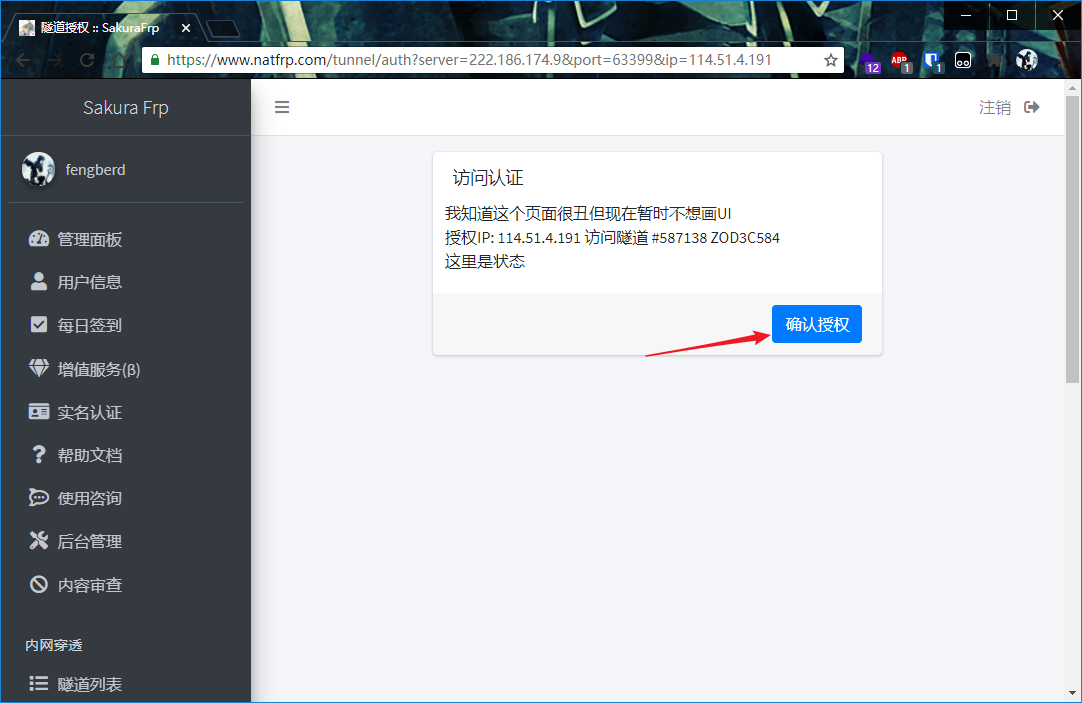 隧道授权 :: SakuraFrp
https://www.natfrp.com/tunnel/auth?server=222.186.174.9&port=63399&ip=114.51.4.191
12
ABP
1
1
Sakura Frp
注销
fengberd
管理面板
用户信息
每日签到
增值服务(β)
实名认证
帮助文档
使用咨询
后台管理
内容审查
内网穿透
隧道列表
访问认证
我知道这个页面很丑但现在暂时不想画UI
授权IP: 114.51.4.191 访问隧道 #587138 ZOD3C584
这里是状态
确认授权